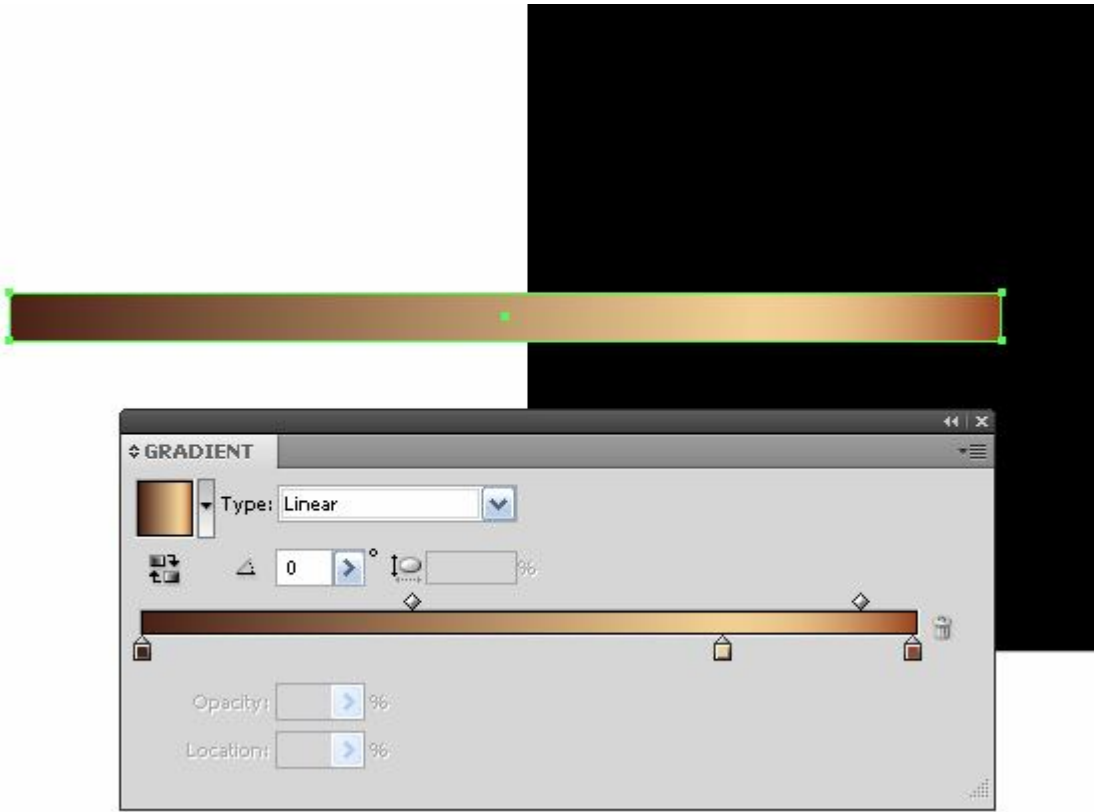 GRADIENT
Type: Linear
0 ° %
Opacity: %
Location: %